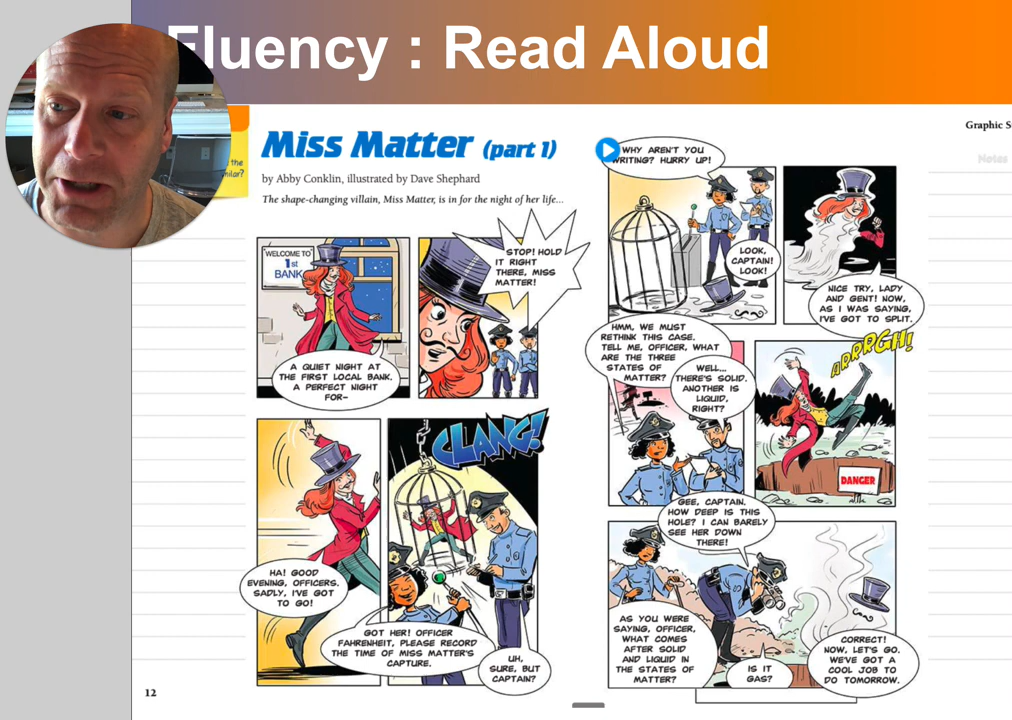 Fluency : Read Aloud
the
milar?
Miss Matter (part 1)
by Abby Conklin, illustrated by Dave Shephard
The shape-changing villain, Miss Matter, is in for the night of her life...
WELCOME TO
1st
BANK
A QUIET NIGHT AT
THE FIRST LOCAL BANK.
A PERFECT NIGHT
FOR–
STOP! HOLD
IT RIGHT
THERE, MISS
MATTER!
HA! GOOD
EVENING, OFFICERS.
SADLY, I'VE GOT
TO GO!
CLANG!
GOT HER! OFFICER
FAHRENHEIT, PLEASE RECORD
THE TIME OF MISS MATTER'S
CAPTURE.
UH,
SURE, BUT
CAPTAIN?
12
Graphic S
Notes
WHY AREN'T YOU
WRITING? HURRY UP!
LOOK,
CAPTAIN!
LOOK!
NICE TRY, LADY
AND GENT! NOW,
AS I WAS SAYING,
I'VE GOT TO SPLIT.
HMM, WE MUST
RETHINK THIS CASE.
TELL ME, OFFICER, WHAT
ARE THE THREE
STATES OF
MATTER?
WELL...
THERE'S SOLID.
ANOTHER IS
LIQUID,
RIGHT?
ARRRGH!
DANGER
GEE, CAPTAIN.
HOW DEEP IS THIS
HOLE? I CAN BARELY
SEE HER DOWN
THERE!
AS YOU WERE
SAYING, OFFICER,
WHAT COMES
AFTER SOLID
AND LIQUID IN
THE STATES OF
MATTER?
IS IT
GAS?
CORRECT!
NOW, LET'S GO.
WE'VE GOT A
COOL JOB TO
DO TOMORROW.